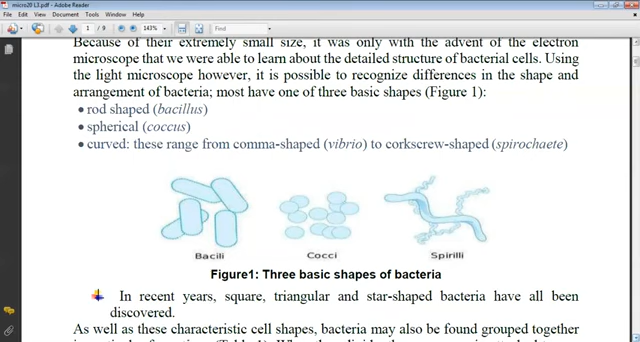 micro20 L3.pdf - Adobe Reader
File Edit View Document Tools Window Help
1 / 9 143% Find
Because of their extremely small size, it was only with the advent of the electron
microscope that we were able to learn about the detailed structure of bacterial cells. Using
the light microscope however, it is possible to recognize differences in the shape and
arrangement of bacteria; most have one of three basic shapes (Figure 1):
• rod shaped (bacillus)
• spherical (coccus)
• curved: these range from comma-shaped (vibrio) to corkscrew-shaped (spirochaete)
Bacili Cocci Spirilli
Figure1: Three basic shapes of bacteria
In recent years, square, triangular and star-shaped bacteria have all been
discovered.
As well as these characteristic cell shapes, bacteria may also be found grouped together